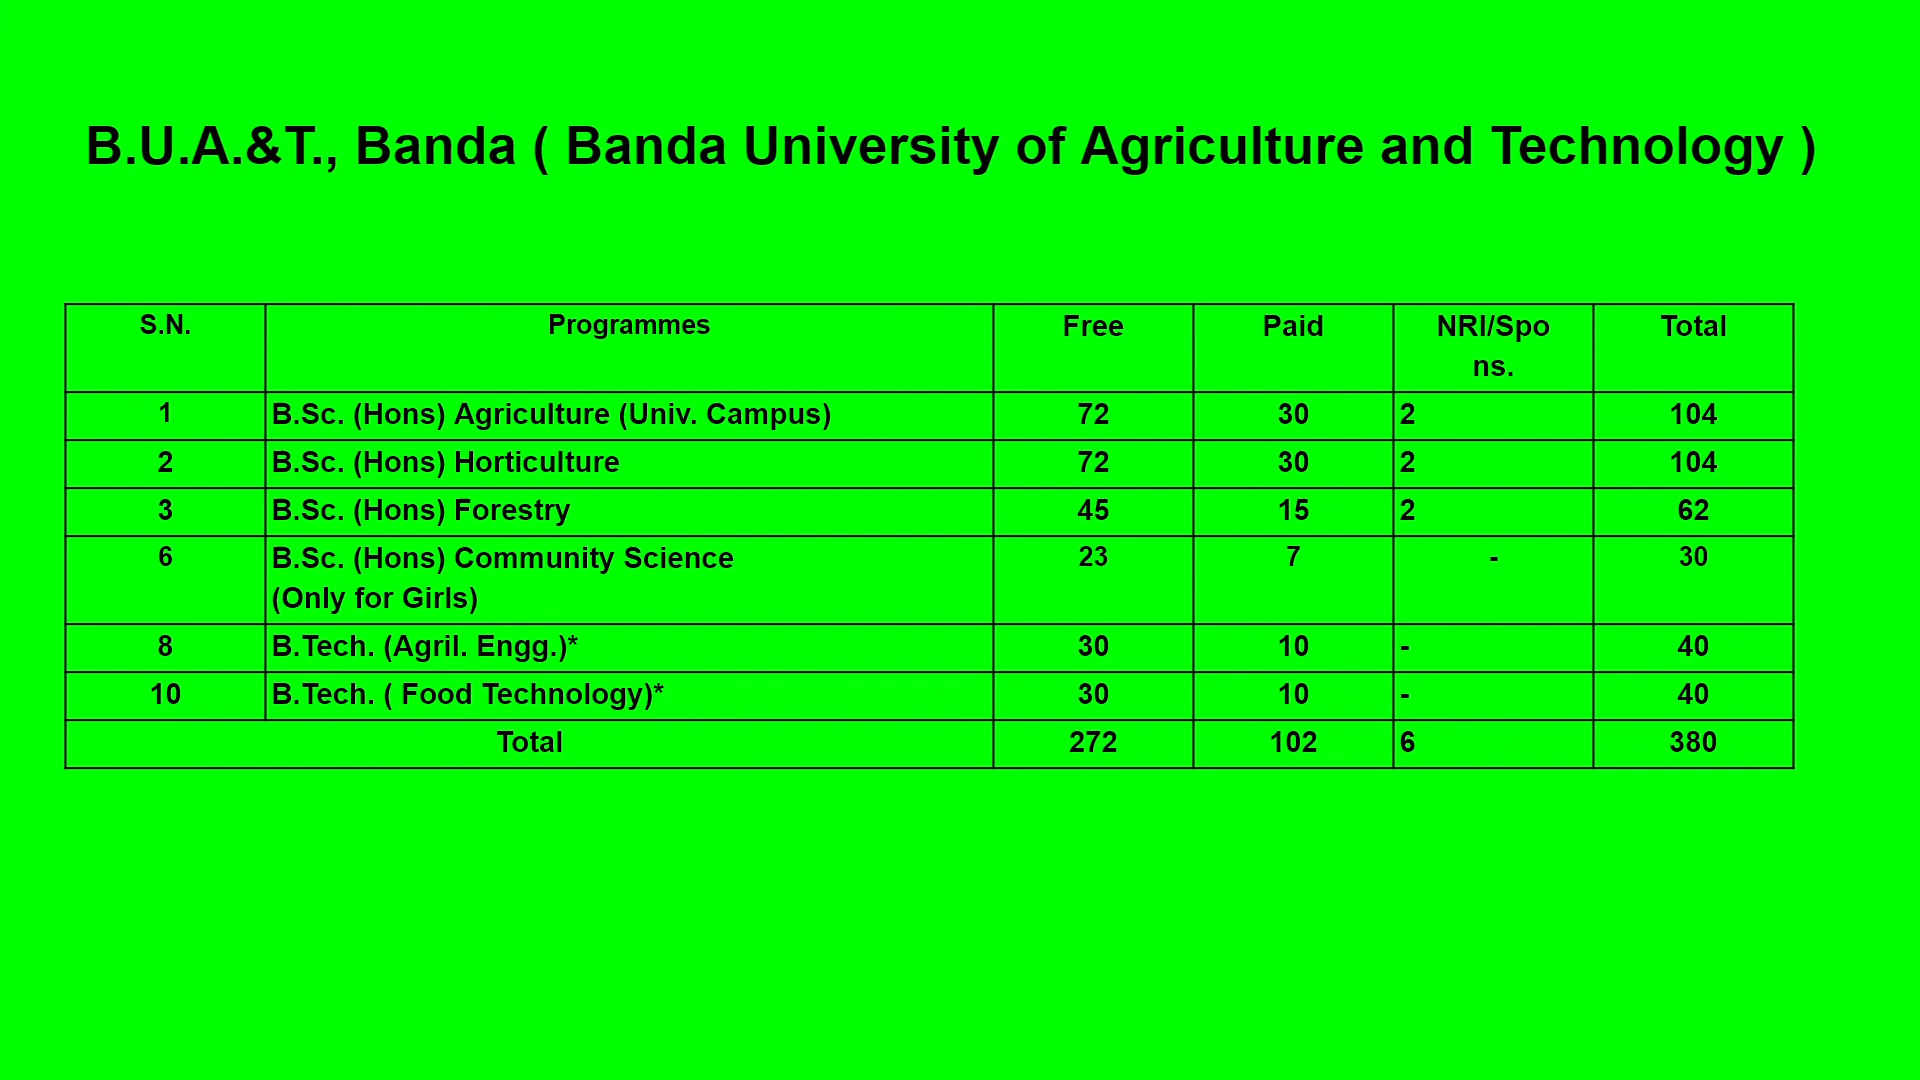 B.U.A.&T., Banda ( Banda University of Agriculture and Technology )
S.N. Programmes Free Paid NRI/Spo
ns. Total
1 B.Sc. (Hons) Agriculture (Univ. Campus) 72 30 2 104
2 B.Sc. (Hons) Horticulture 72 30 2 104
3 B.Sc. (Hons) Forestry 45 15 2 62
6 B.Sc. (Hons) Community Science
(Only for Girls) 23 7 - 30
8 B.Tech. (Agril. Engg.)* 30 10 - 40
10 B.Tech. ( Food Technology)* 30 10 - 40
Total 272 102 6 380